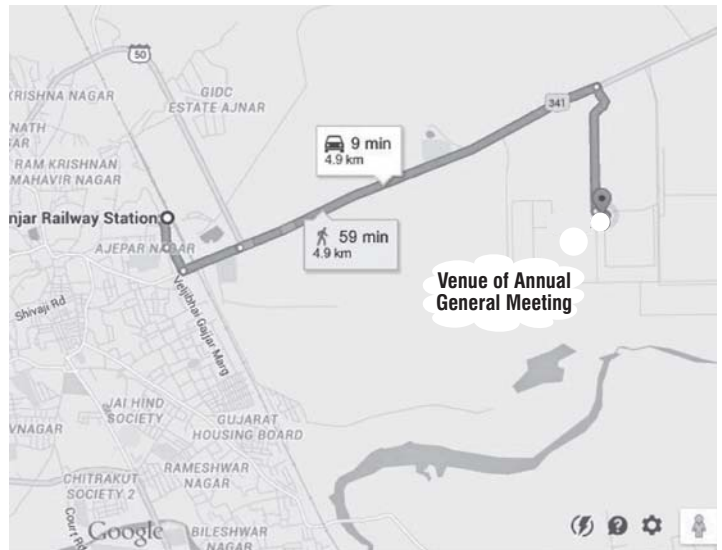 50
KRISHNA NAGAR
GIDC
ESTATE AJNAR
NATH
RAM KRISHNAN
MAHAVIR NAGAR
341
9 min
4.9 km
njar Railway Station
AJEPAR NAGAR
59 min
4.9 km
Venue of Annual
General Meeting
Shivaji Rd
Veljibhai Gajjar Marg
JAI HIND
SOCIETY
VNAGAR
GUJARAT
HOUSING BOARD
RAMESHWAR
NAGAR
CHITRAKUT
SOCIETY 2
Court Rd
Google
BILESHWAR
NAGAR